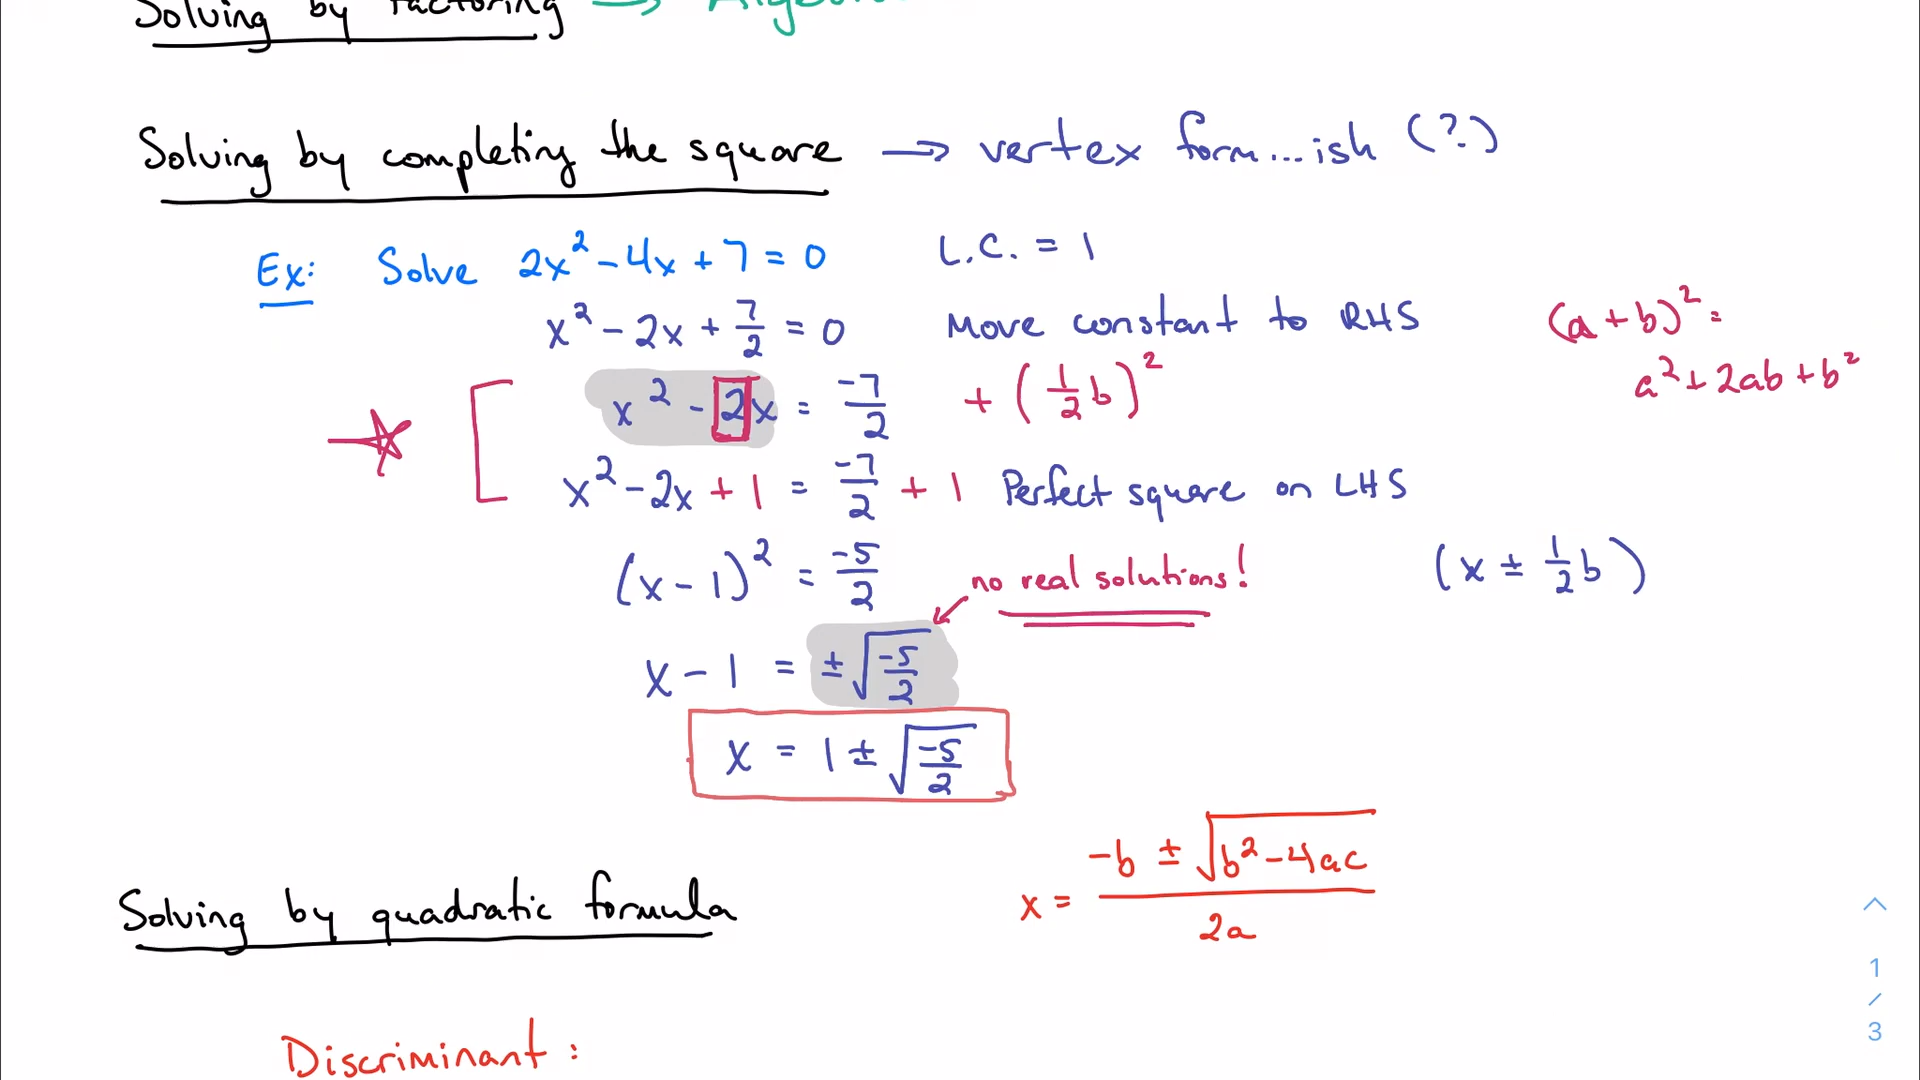 Solving by factoring → Algebra
Solving by completing the square → vertex form...ish (?)
Ex: Solve 2x² - 4x + 7 = 0 L.C. = 1
x² - 2x + 7/2 = 0 Move constant to RHS (a + b)² =
a² + 2ab + b²
x² - 2x = -7/2 + (1/2 b)²
x² - 2x + 1 = -7/2 + 1 Perfect square on LHS
(x - 1)² = -5/2 no real solutions! (x ± 1/2 b)
x - 1 = ± √(-5/2)
x = 1 ± √(-5/2)
Solving by quadratic formula x = (-b ± √(b² - 4ac)) / 2a
Discriminant:
1
/
3